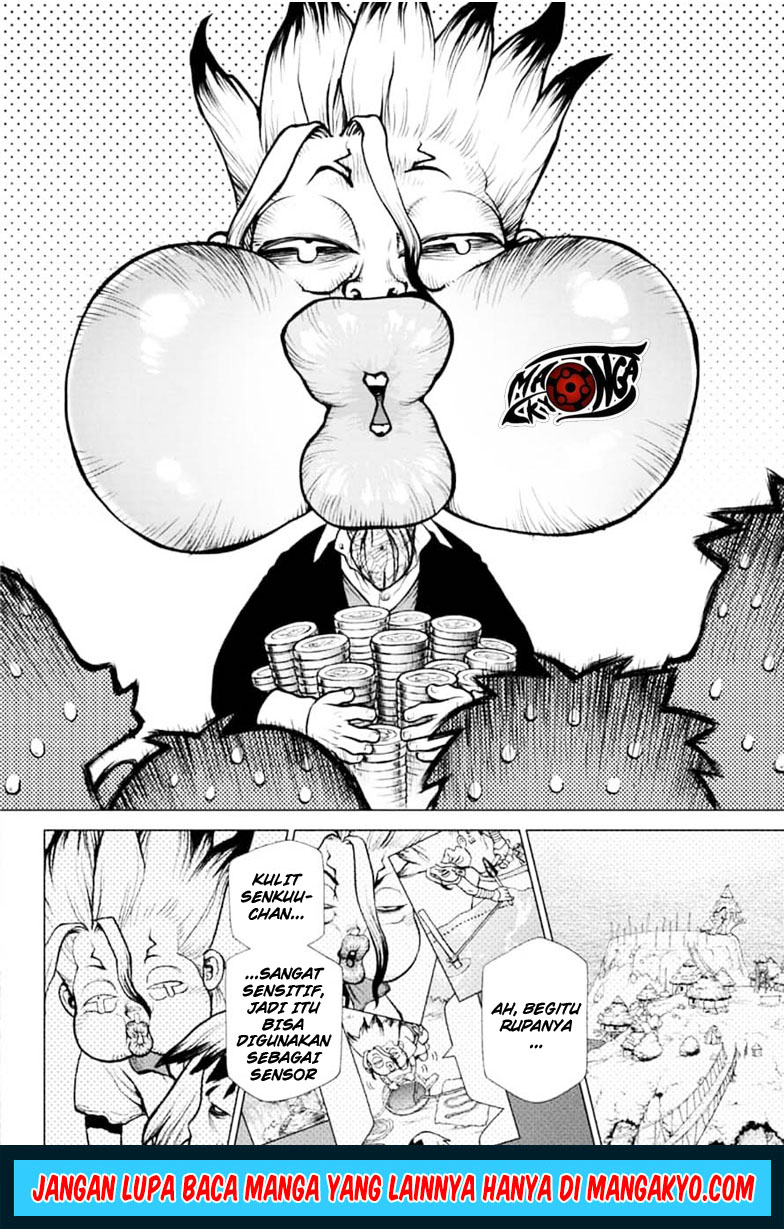 MANGA
KYO
AH, BEGITU
RUPANYA
...
KULIT
SENKUU-
CHAN...
...SANGAT
SENSITIF,
JADI ITU
BISA
DIGUNAKAN
SEBAGAI
SENSOR
JANGAN LUPA BACA MANGA YANG LAINNYA HANYA DI MANGAKYO.COM